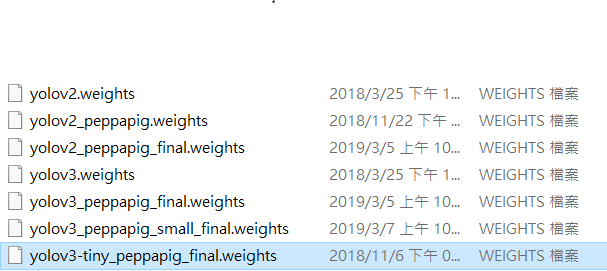 yolov2.weights 2018/3/25 下午 1... WEIGHTS 檔案
yolov2_peppapig.weights 2018/11/22 下午 ... WEIGHTS 檔案
yolov2_peppapig_final.weights 2019/3/5 上午 10... WEIGHTS 檔案
yolov3.weights 2018/3/25 下午 1... WEIGHTS 檔案
yolov3_peppapig_final.weights 2019/3/5 上午 10... WEIGHTS 檔案
yolov3_peppapig_small_final.weights 2019/3/7 上午 10... WEIGHTS 檔案
yolov3-tiny_peppapig_final.weights 2018/11/6 下午 0... WEIGHTS 檔案